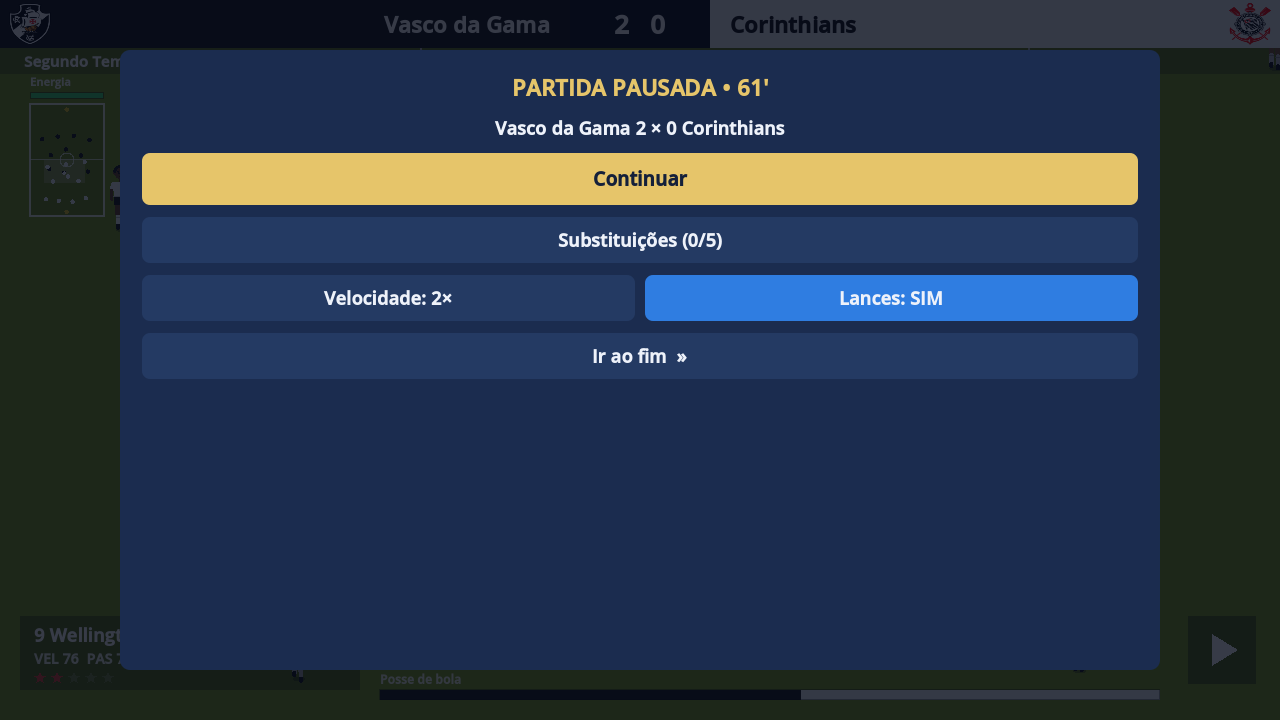 Vasco da Gama 2 0 Corinthians
Segundo Tem
Energia
PARTIDA PAUSADA • 61'
Vasco da Gama 2 × 0 Corinthians
Continuar
Substituições (0/5)
Velocidade: 2×
Lances: SIM
Ir ao fim »
9 Wellingt
VEL 76 PAS 7
Posse de bola